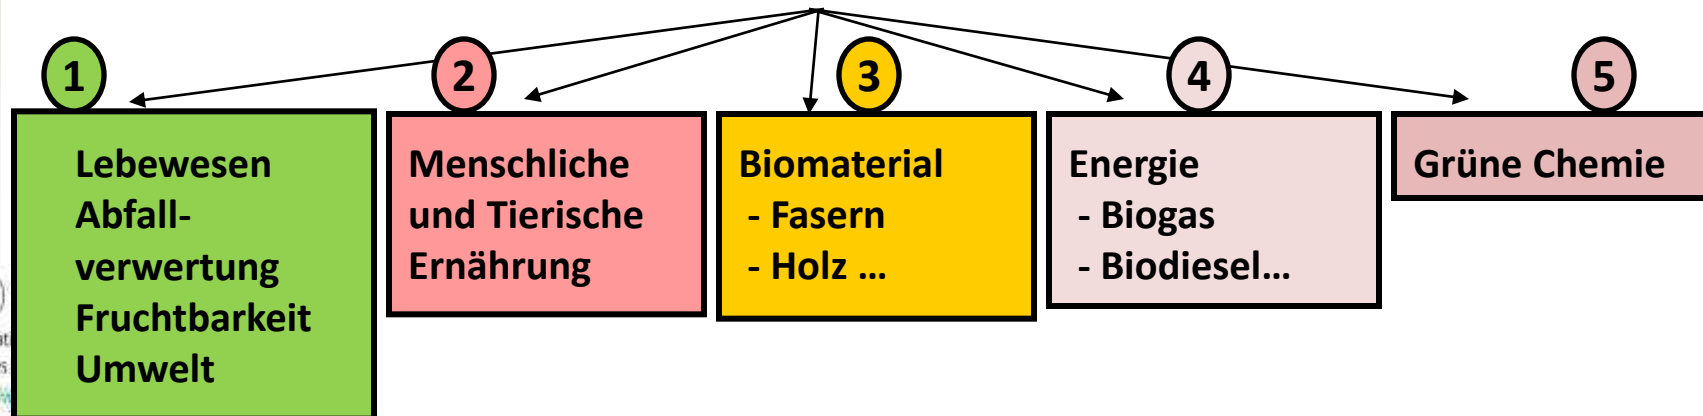 1
Lebewesen
Abfall-
verwertung
Fruchtbarkeit
Umwelt
2
Menschliche
und Tierische
Ernährung
3
Biomaterial
- Fasern
- Holz ...
4
Energie
- Biogas
- Biodiesel...
5
Grüne Chemie